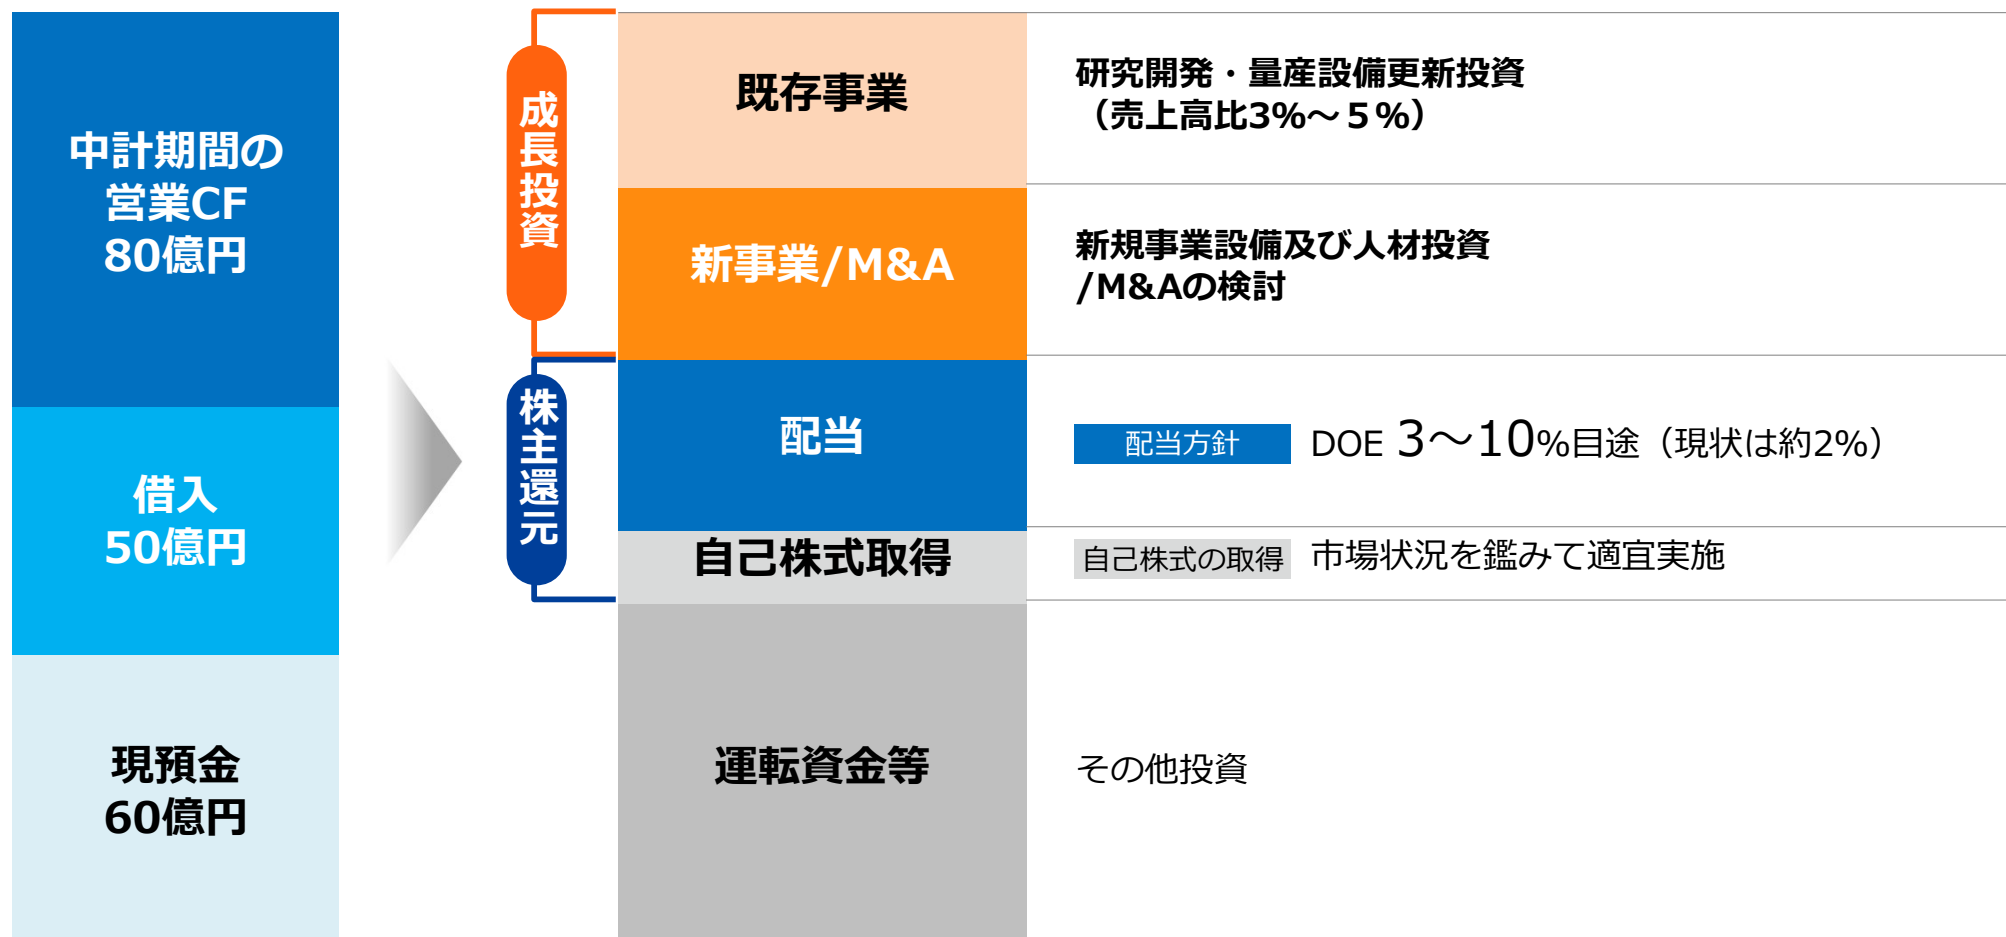 中計期間の
営業CF
80億円
借入
50億円
現預金
60億円
成長投資
株主還元
既存事業
研究開発・量産設備更新投資
（売上高比3%～５%）
新事業/M&A
新規事業設備及び人材投資
/M&Aの検討
配当
配当方針 DOE 3～10%目途（現状は約2%）
自己株式取得
自己株式の取得 市場状況を鑑みて適宜実施
運転資金等
その他投資